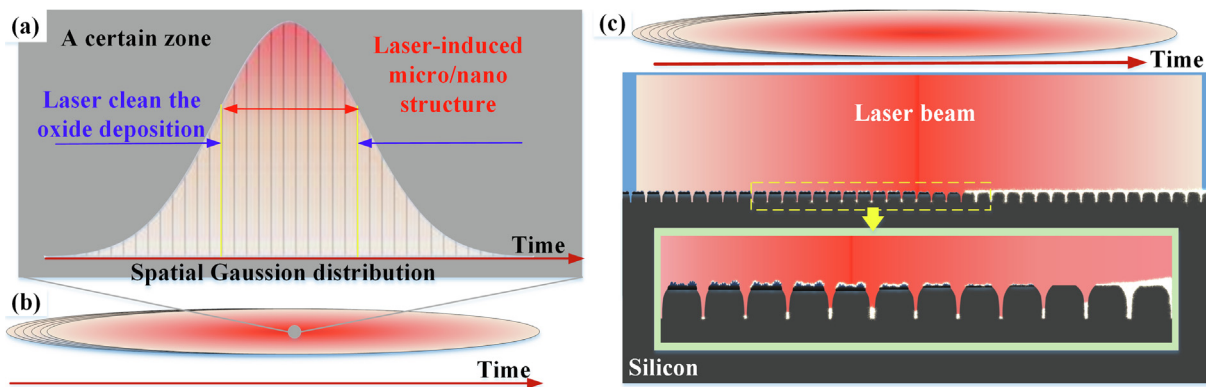 (a)
A certain zone
Laser-induced
micro/nano
structure
Laser clean the
oxide deposition
Time
Spatial Gaussion distribution
(b)
Time
(c)
Time
Laser beam
Silicon